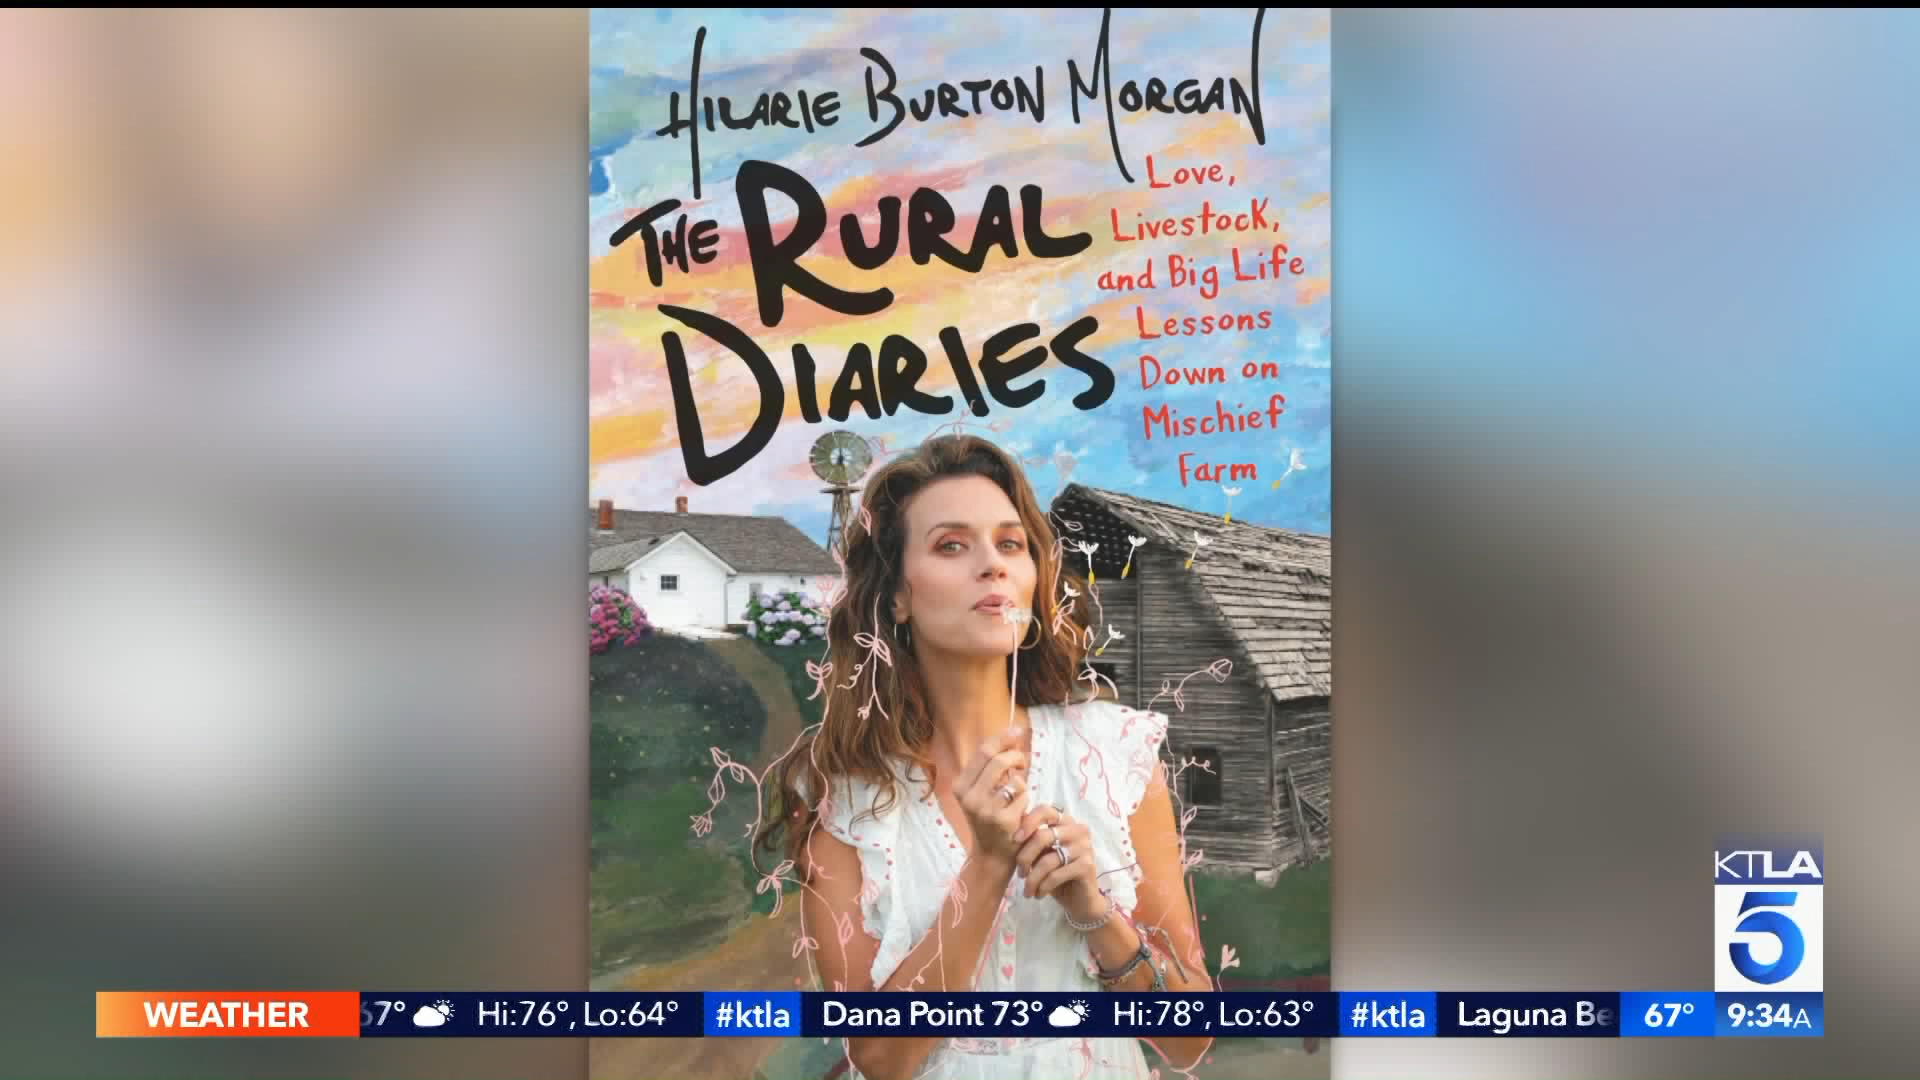 HILARIE BURTON MORGAN
THE RURAL
DIARIES
Love,
Livestock,
and Big Life
Lessons
Down on
Mischief
Farm
KTLA
5
WEATHER 67° Hi:76°, Lo:64° #ktla Dana Point 73° Hi:78°, Lo:63° #ktla Laguna 67° 9:34A